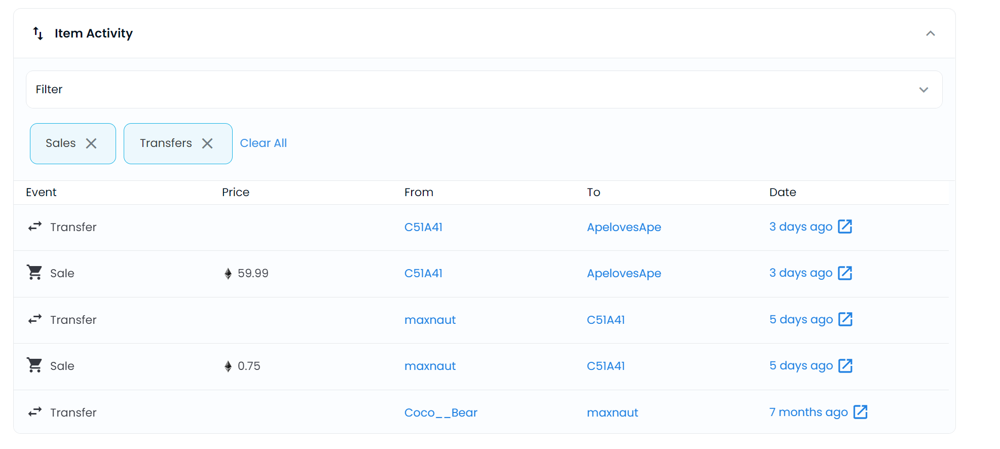 Item Activity
Filter
Sales Transfers Clear All
Event Price From To Date
Transfer C51A41 ApelovesApe 3 days ago
Sale 59.99 C51A41 ApelovesApe 3 days ago
Transfer maxnaut C51A41 5 days ago
Sale 0.75 maxnaut C51A41 5 days ago
Transfer Coco__Bear maxnaut 7 months ago